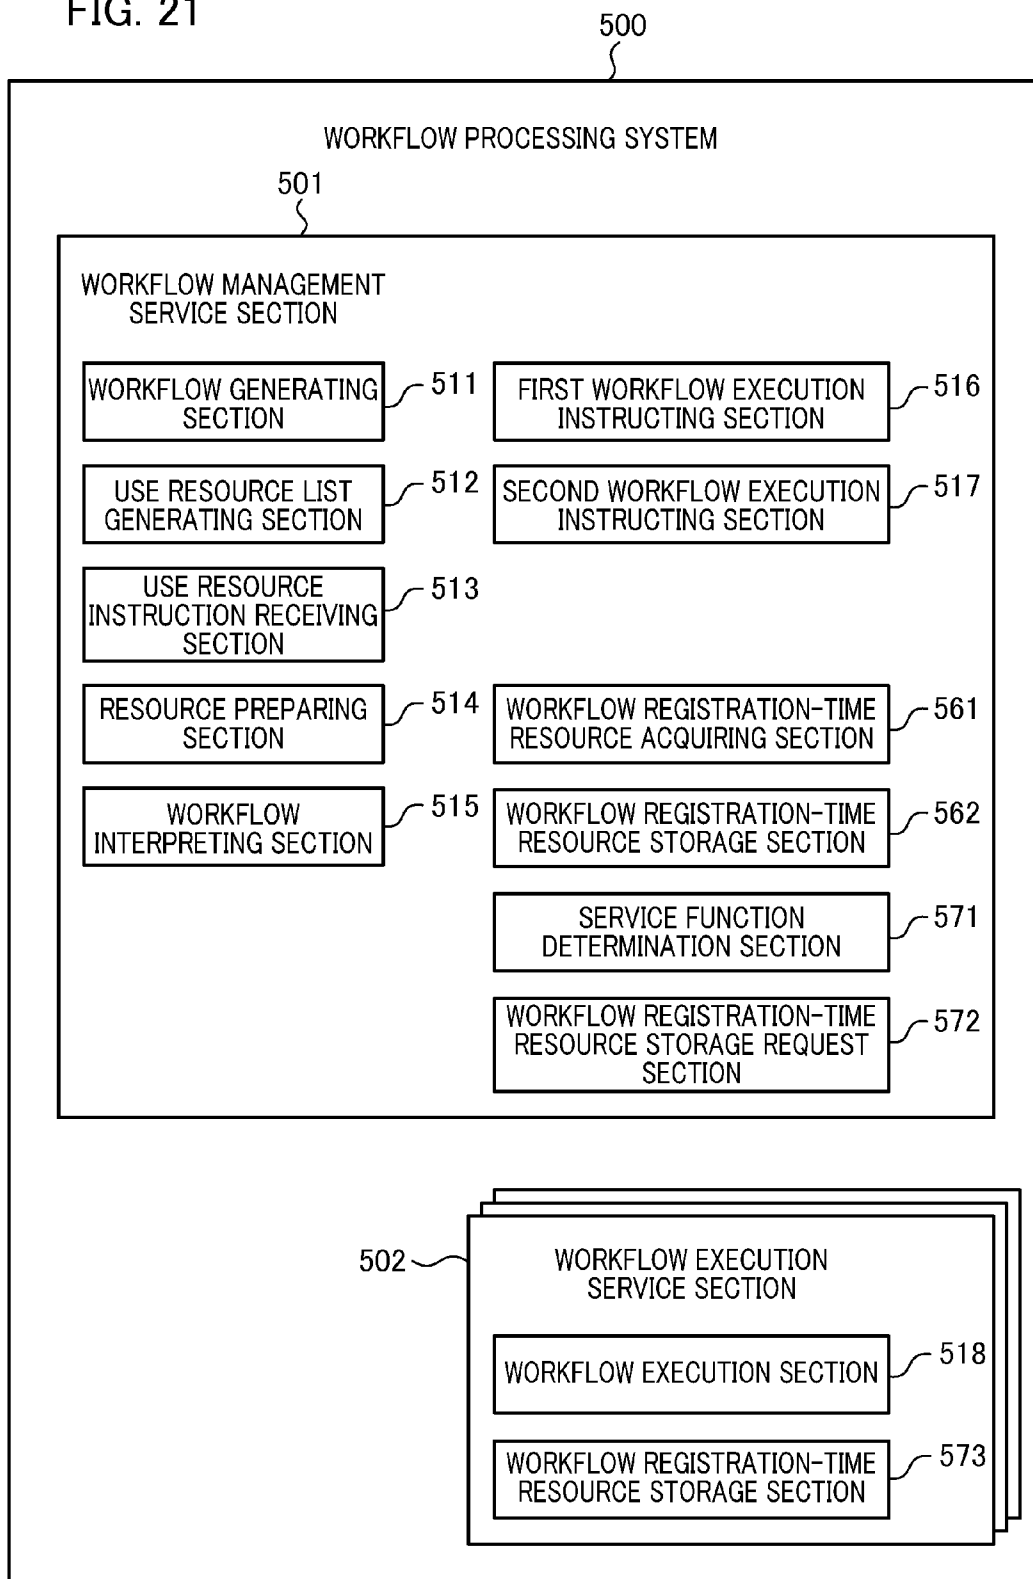 FIG. 21
500
WORKFLOW PROCESSING SYSTEM
501
WORKFLOW MANAGEMENT
SERVICE SECTION
WORKFLOW GENERATING
SECTION
511
USE RESOURCE LIST
GENERATING SECTION
512
USE RESOURCE
INSTRUCTION RECEIVING
SECTION
513
RESOURCE PREPARING
SECTION
514
WORKFLOW
INTERPRETING SECTION
515
FIRST WORKFLOW EXECUTION
INSTRUCTING SECTION
516
SECOND WORKFLOW EXECUTION
INSTRUCTING SECTION
517
WORKFLOW REGISTRATION-TIME
RESOURCE ACQUIRING SECTION
561
WORKFLOW REGISTRATION-TIME
RESOURCE STORAGE SECTION
562
SERVICE FUNCTION
DETERMINATION SECTION
571
WORKFLOW REGISTRATION-TIME
RESOURCE STORAGE REQUEST
SECTION
572
502
WORKFLOW EXECUTION
SERVICE SECTION
WORKFLOW EXECUTION SECTION
518
WORKFLOW REGISTRATION-TIME
RESOURCE STORAGE SECTION
573